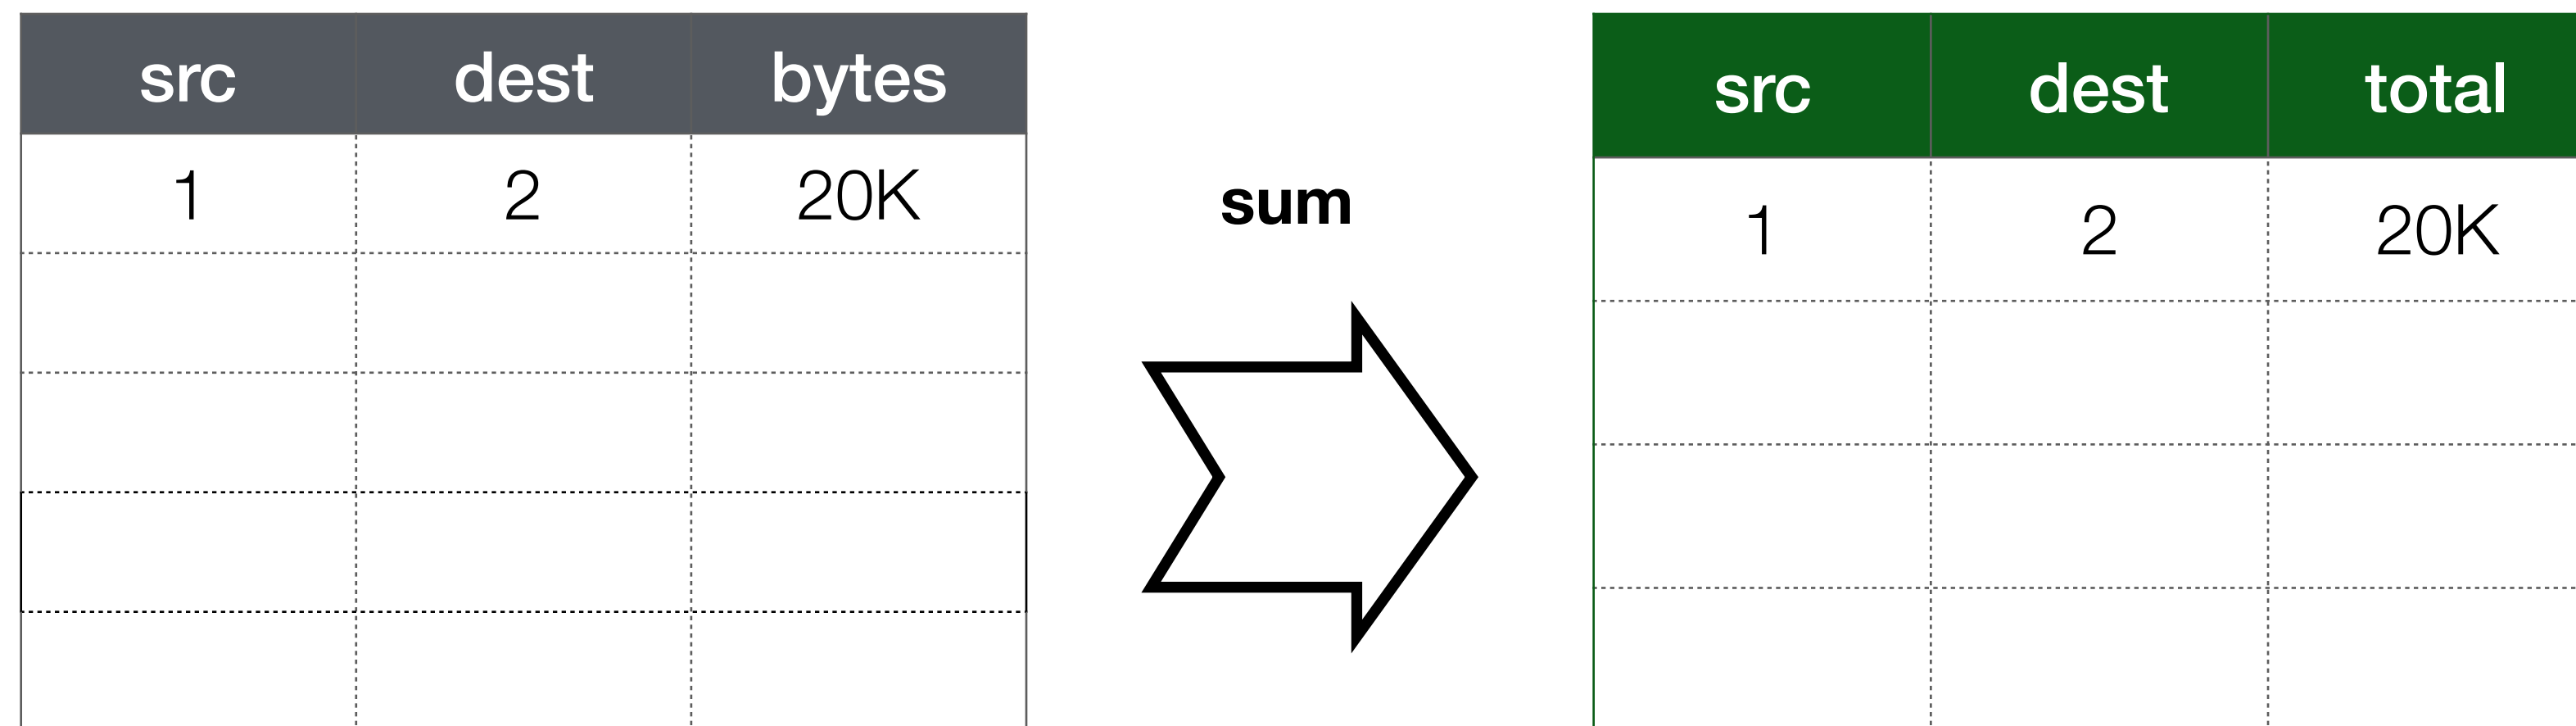 src dest bytes
1 2 20K
sum
src dest total
1 2 20K